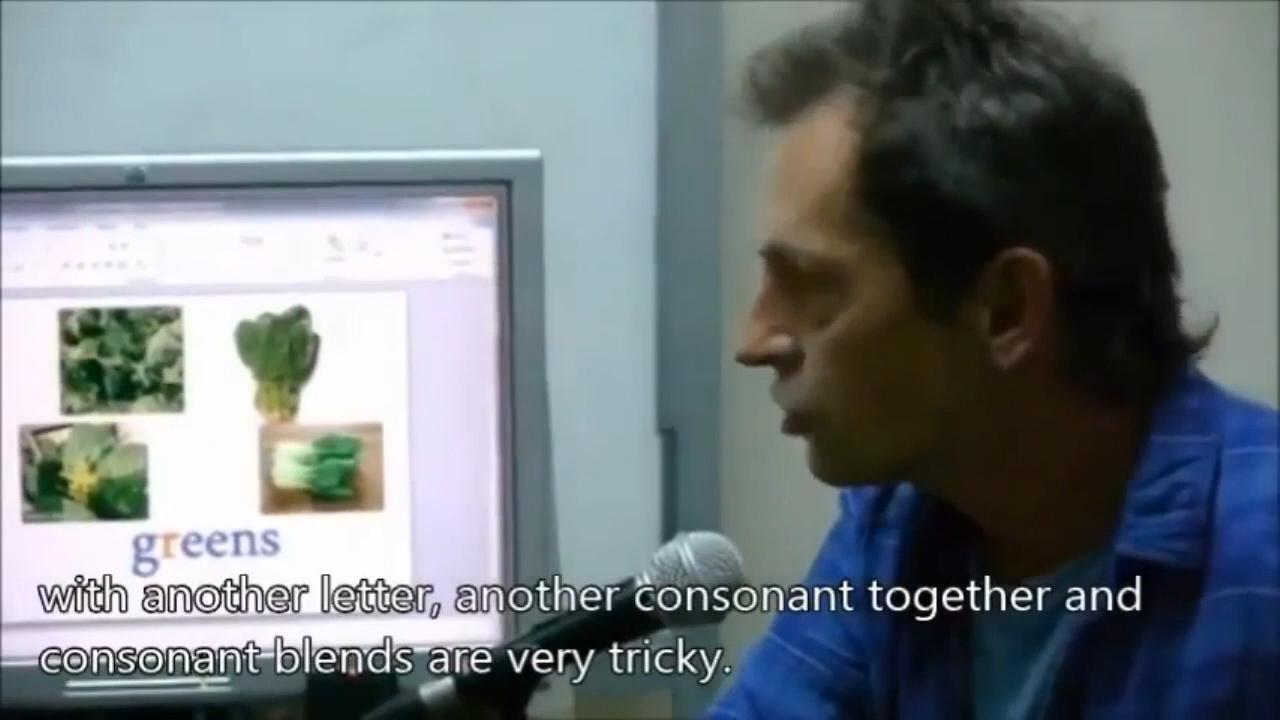 greens
with another letter, another consonant together and
consonant blends are very tricky.